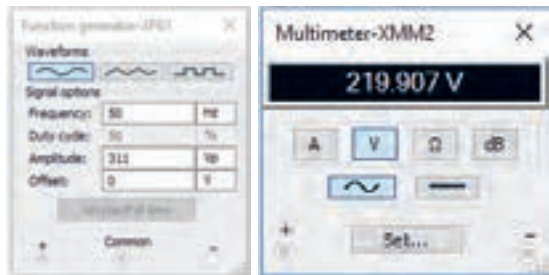 Function generator-XFG1 X
Waveforms
Signal options
Frequency: 50 Hz
Duty cycle: 50 %
Amplitude: 311 Vp
Offset: 0 V
+ Common -
Multimeter-XMM2 X
219.907 V
A V Ω dB
+ Set... -